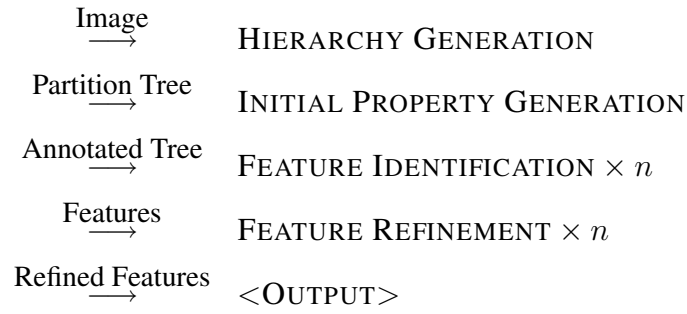 Image
→ HIERARCHY GENERATION
Partition Tree
→ INITIAL PROPERTY GENERATION
Annotated Tree
→ FEATURE IDENTIFICATION × n
Features
→ FEATURE REFINEMENT × n
Refined Features
→ <OUTPUT>